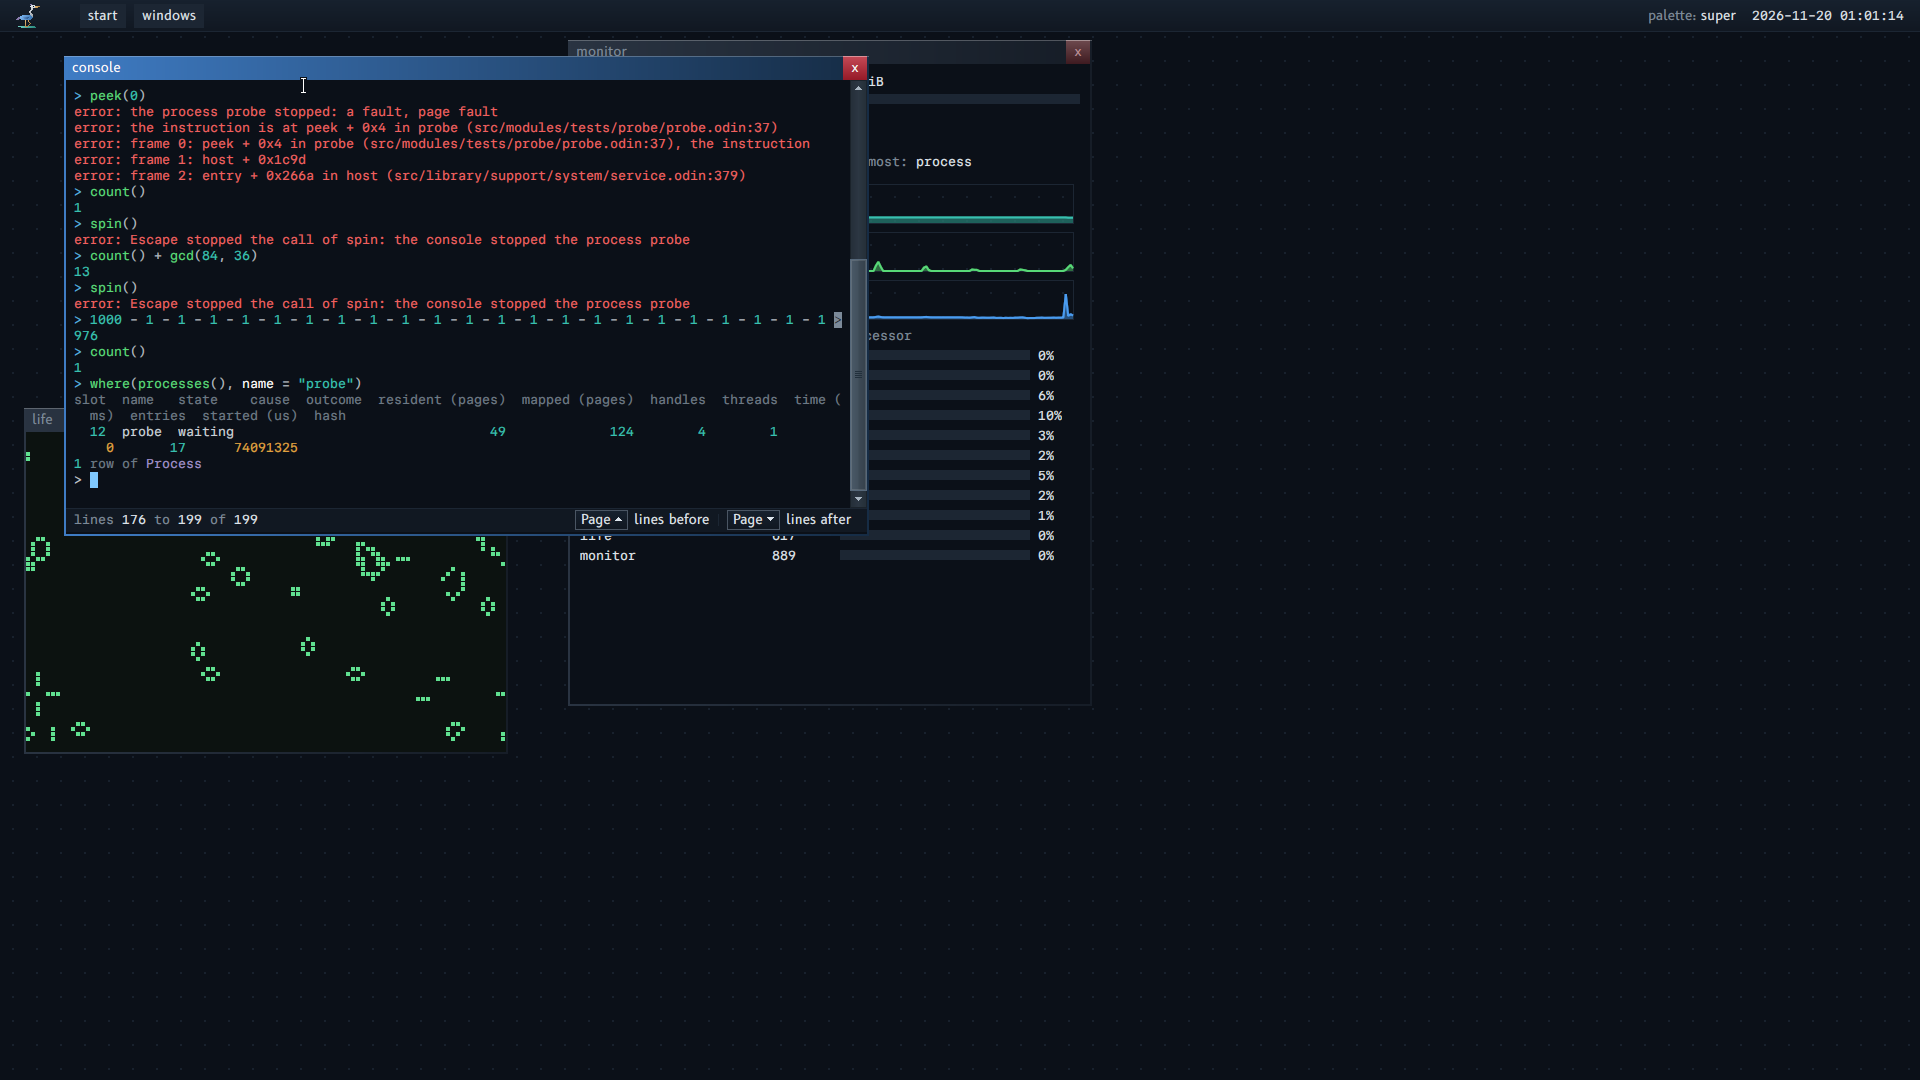 start windows palette: super 2026-11-20 01:01:14
monitor x
console x
> peek(0)
error: the process probe stopped: a fault, page fault
error: the instruction is at peek + 0x4 in probe (src/modules/tests/probe/probe.odin:37)
error: frame 0: peek + 0x4 in probe (src/modules/tests/probe/probe.odin:37), the instruction
error: frame 1: host + 0x1c9d
error: frame 2: entry + 0x266a in host (src/library/support/system/service.odin:379)
> count()
1
> spin()
error: Escape stopped the call of spin: the console stopped the process probe
> count() + gcd(84, 36)
13
> spin()
error: Escape stopped the call of spin: the console stopped the process probe
> 1000 - 1 - 1 - 1 - 1 - 1 - 1 - 1 - 1 - 1 - 1 - 1 - 1 - 1 - 1 - 1 - 1 - 1 - 1 - 1 - 1 - 1 - 1 >
976
> count()
1
> where(processes(), name = "probe")
slot name state cause outcome resident (pages) mapped (pages) handles threads time (
ms) entries started (us) hash
12 probe waiting 49 124 4 1
0 17 74091325
1 row of Process
>
lines 176 to 199 of 199 Page lines before Page lines after
iB
most: process
cessor
0%
0%
6%
10%
3%
2%
5%
2%
1%
0%
monitor 889 0%
life